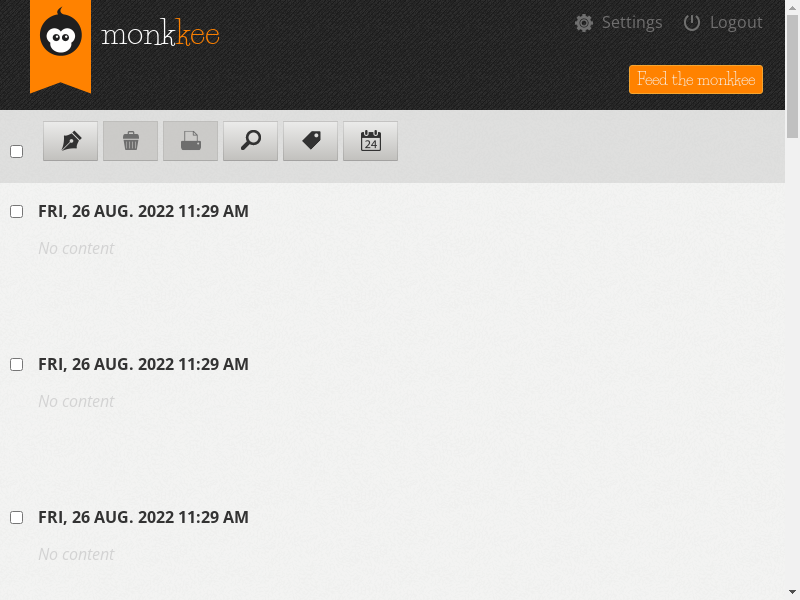 monkkee
Settings
Logout
Feed the monkkee
24
FRI, 26 AUG. 2022 11:29 AM
No content
FRI, 26 AUG. 2022 11:29 AM
No content
FRI, 26 AUG. 2022 11:29 AM
No content